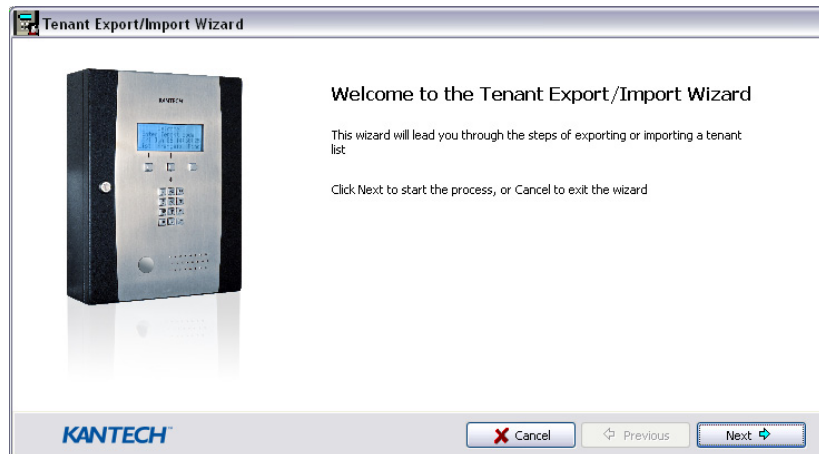 Tenant Export/Import Wizard
KANTECH
Welcome to the Tenant Export/Import Wizard
This wizard will lead you through the steps of exporting or importing a tenant
list
Click Next to start the process, or Cancel to exit the wizard
KANTECH
Cancel
Previous
Next